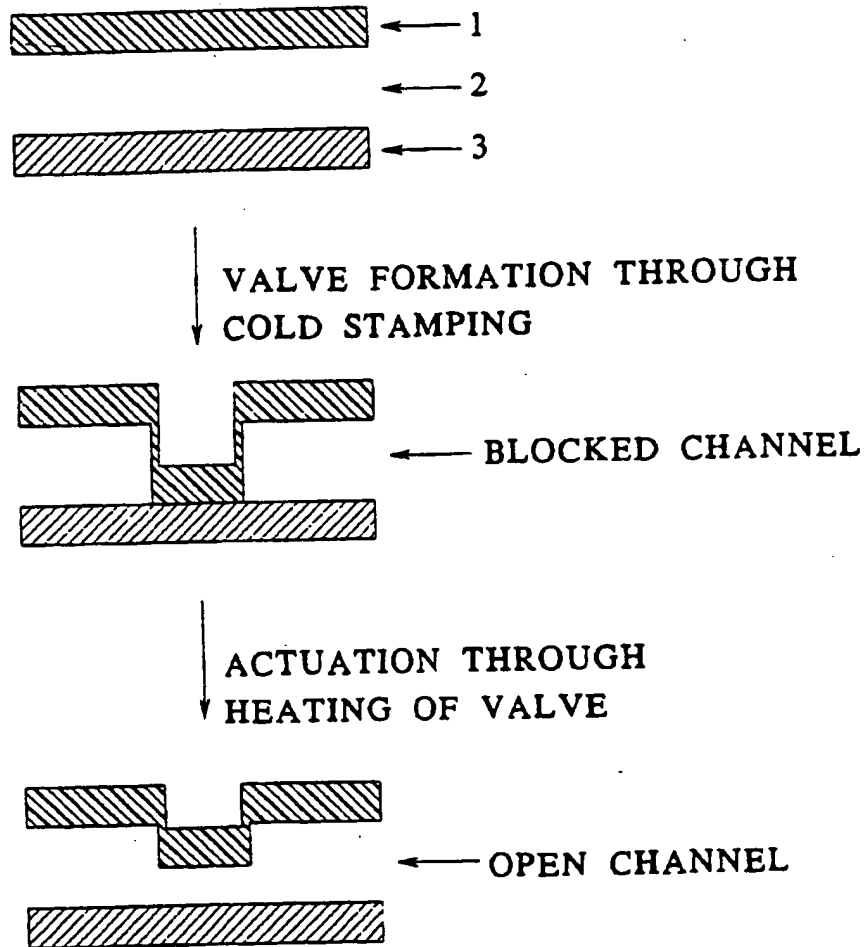 1
2
3
VALVE FORMATION THROUGH
COLD STAMPING
BLOCKED CHANNEL
ACTUATION THROUGH
HEATING OF VALVE
OPEN CHANNEL